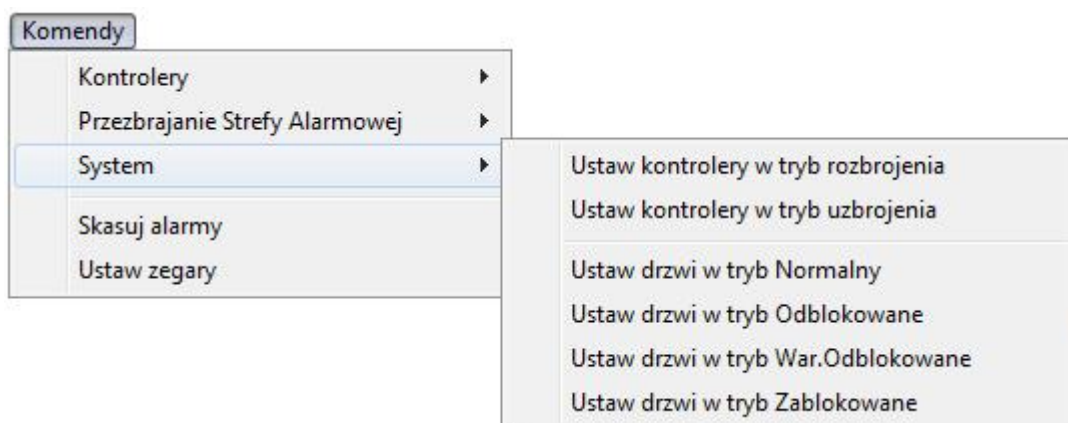 Komendy
Kontrolery
Przezbrajanie Strefy Alarmowej
System
Skasuj alarmy
Ustaw zegary
Ustaw kontrolery w tryb rozbrojenia
Ustaw kontrolery w tryb uzbrojenia
Ustaw drzwi w tryb Normalny
Ustaw drzwi w tryb Odblokowane
Ustaw drzwi w tryb War.Odblokowane
Ustaw drzwi w tryb Zablokowane